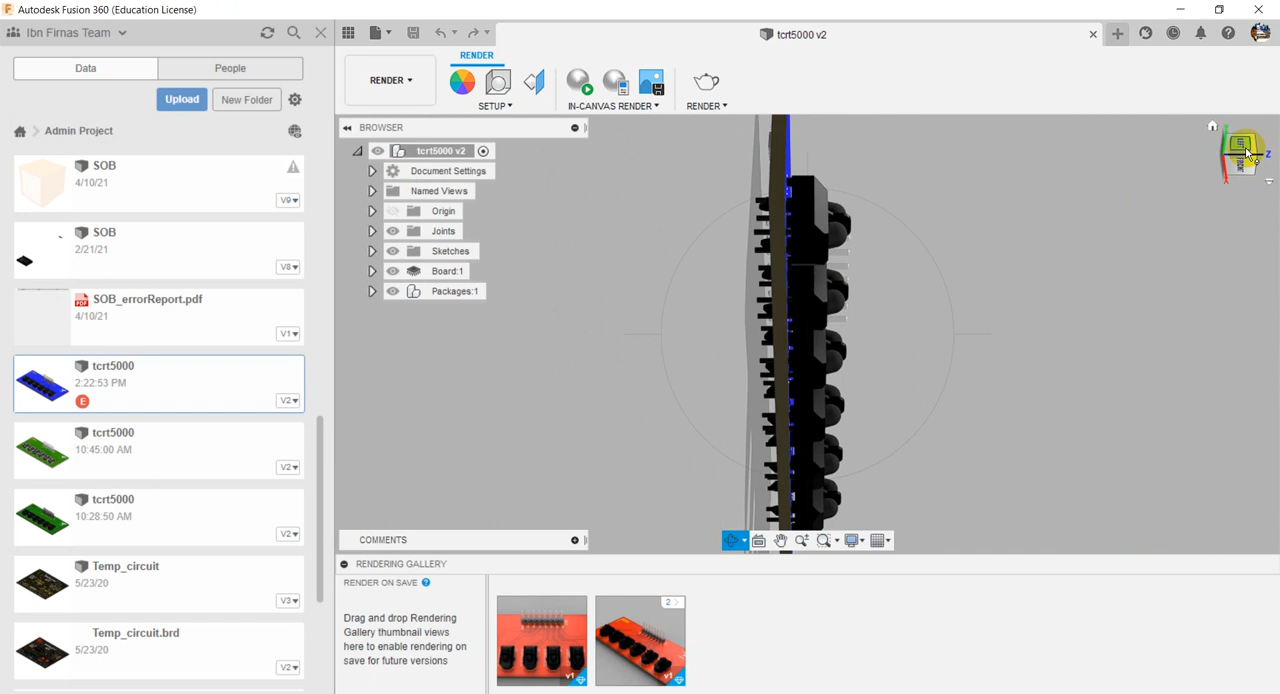 Autodesk Fusion 360 (Education License)
Ibn Firnas Team
tcrt5000 v2
Data
People
Upload
New Folder
Admin Project
SOB
4/10/21
V9
SOB
2/21/21
V8
SOB_errorReport.pdf
4/10/21
V1
tcrt5000
2:22:53 PM
E
V2
tcrt5000
10:45:00 AM
V2
tcrt5000
10:28:50 AM
V2
Temp_circuit
5/23/20
V3
Temp_circuit.brd
5/23/20
V2
RENDER
RENDER
SETUP
IN-CANVAS RENDER
RENDER
BROWSER
tcrt5000 v2
Document Settings
Named Views
Origin
Joints
Sketches
Board:1
Packages:1
LEFT
FRONT
Z
X
COMMENTS
RENDERING GALLERY
RENDER ON SAVE
Drag and drop Rendering
Gallery thumbnail views
here to enable rendering on
save for future versions
v1
2
v1